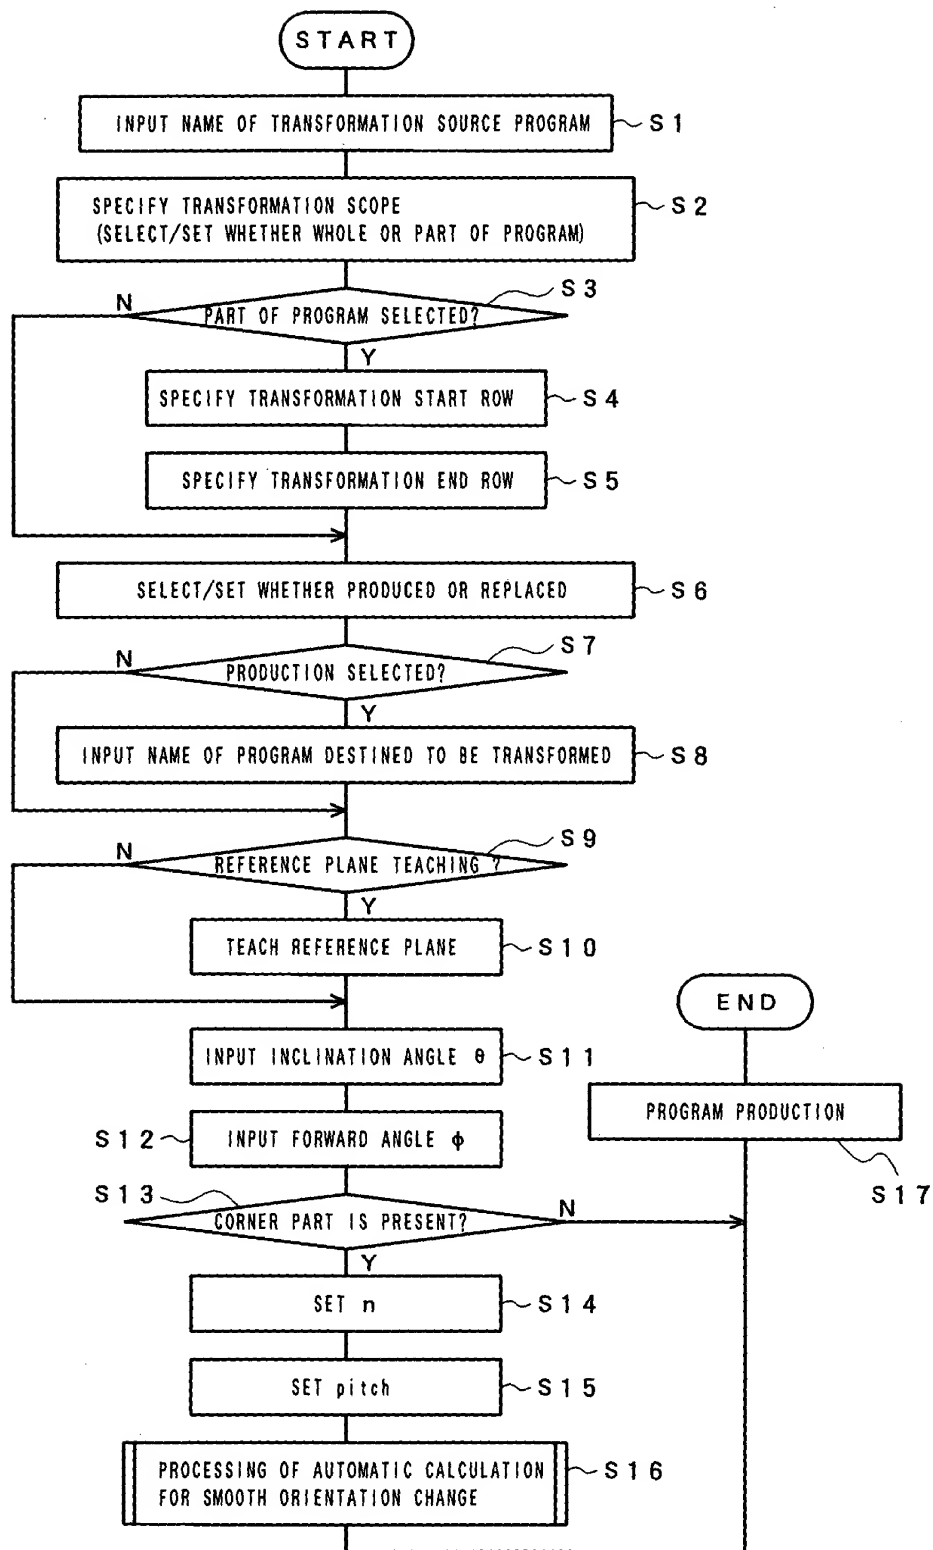 START
INPUT NAME OF TRANSFORMATION SOURCE PROGRAM
S1
SPECIFY TRANSFORMATION SCOPE
(SELECT/SET WHETHER WHOLE OR PART OF PROGRAM)
S2
S3
N
PART OF PROGRAM SELECTED?
Y
SPECIFY TRANSFORMATION START ROW
S4
SPECIFY TRANSFORMATION END ROW
S5
SELECT/SET WHETHER PRODUCED OR REPLACED
S6
S7
N
PRODUCTION SELECTED?
Y
INPUT NAME OF PROGRAM DESTINED TO BE TRANSFORMED
S8
S9
N
REFERENCE PLANE TEACHING ?
Y
TEACH REFERENCE PLANE
S10
INPUT INCLINATION ANGLE θ
S11
S12
INPUT FORWARD ANGLE ϕ
S13
CORNER PART IS PRESENT?
N
Y
SET n
S14
SET pitch
S15
PROCESSING OF AUTOMATIC CALCULATION
FOR SMOOTH ORIENTATION CHANGE
S16
END
PROGRAM PRODUCTION
S17